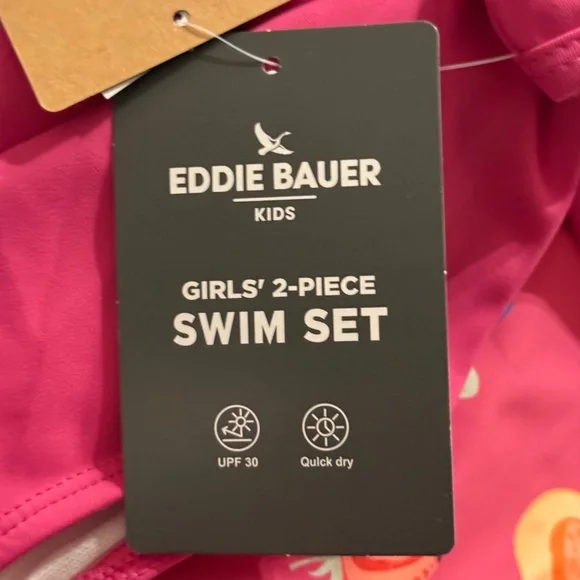 EDDIE BAUER
KIDS
GIRLS' 2-PIECE
SWIM SET
UPF 30
Quick dry